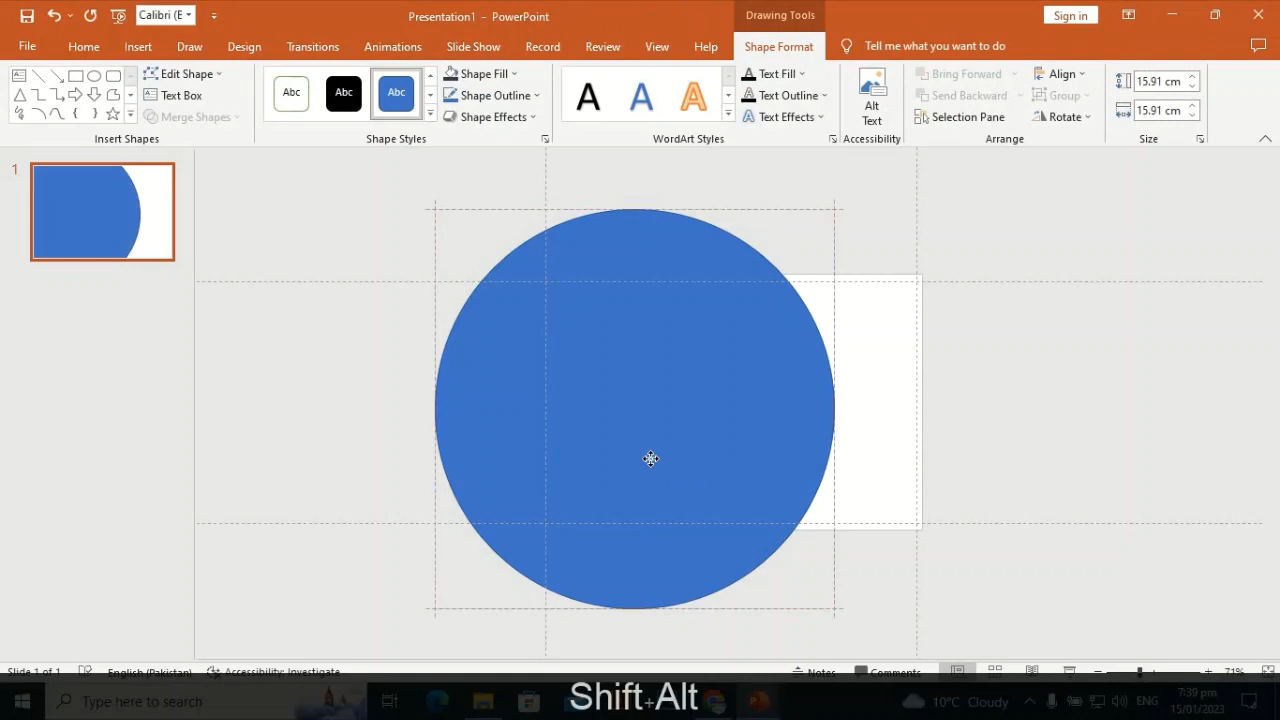 Calibri (E
Presentation1 - PowerPoint
Drawing Tools
Sign in
File Home Insert Draw Design Transitions Animations Slide Show Record Review View Help Shape Format Tell me what you want to do
Edit Shape
Text Box
Merge Shapes
Insert Shapes
Abc Abc Abc
Shape Fill
Shape Outline
Shape Effects
Shape Styles
A A A
Text Fill
Text Outline
Text Effects
WordArt Styles
Alt
Text
Accessibility
Bring Forward
Send Backward
Selection Pane
Align
Group
Rotate
Arrange
15.91 cm
15.91 cm
Size
1
Slide 1 of 1 English (Pakistan) Accessibility: Investigate Notes Comments 71%
Type here to search
Shift+Alt
10°C Cloudy
ENG
7:39 pm
15/01/2023